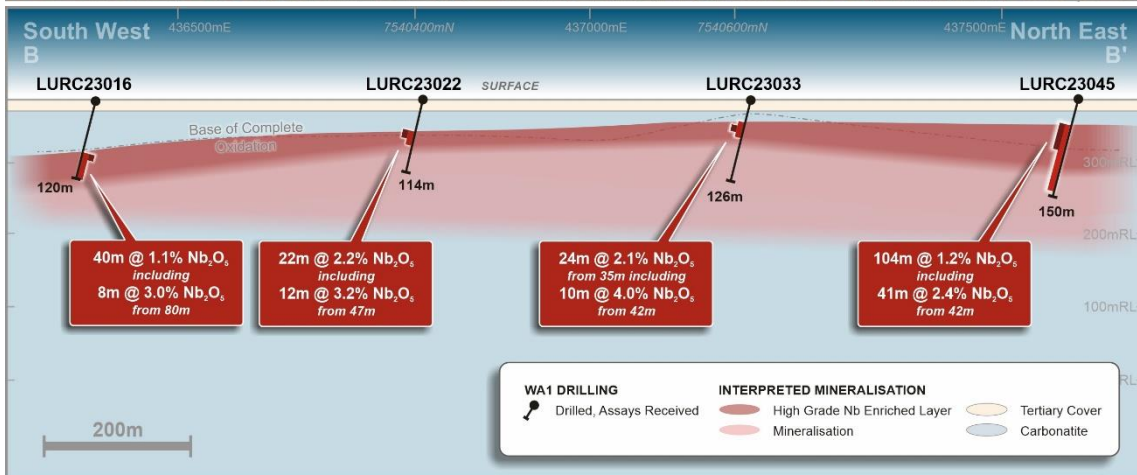 South West
B
436500mE
7540400mN
437000mE
7540600mN
437500mE
North East
B'
LURC23016
LURC23022
SURFACE
LURC23033
LURC23045
Base of Complete
Oxidation
120m
114m
126m
150m
300mRL
200mRL
100mRL
RL
40m @ 1.1% Nb₂O₅
including
8m @ 3.0% Nb₂O₅
from 80m
22m @ 2.2% Nb₂O₅
including
12m @ 3.2% Nb₂O₅
from 47m
24m @ 2.1% Nb₂O₅
from 35m including
10m @ 4.0% Nb₂O₅
from 42m
104m @ 1.2% Nb₂O₅
including
41m @ 2.4% Nb₂O₅
from 42m
200m
WA1 DRILLING
Drilled, Assays Received
INTERPRETED MINERALISATION
High Grade Nb Enriched Layer
Mineralisation
Tertiary Cover
Carbonatite